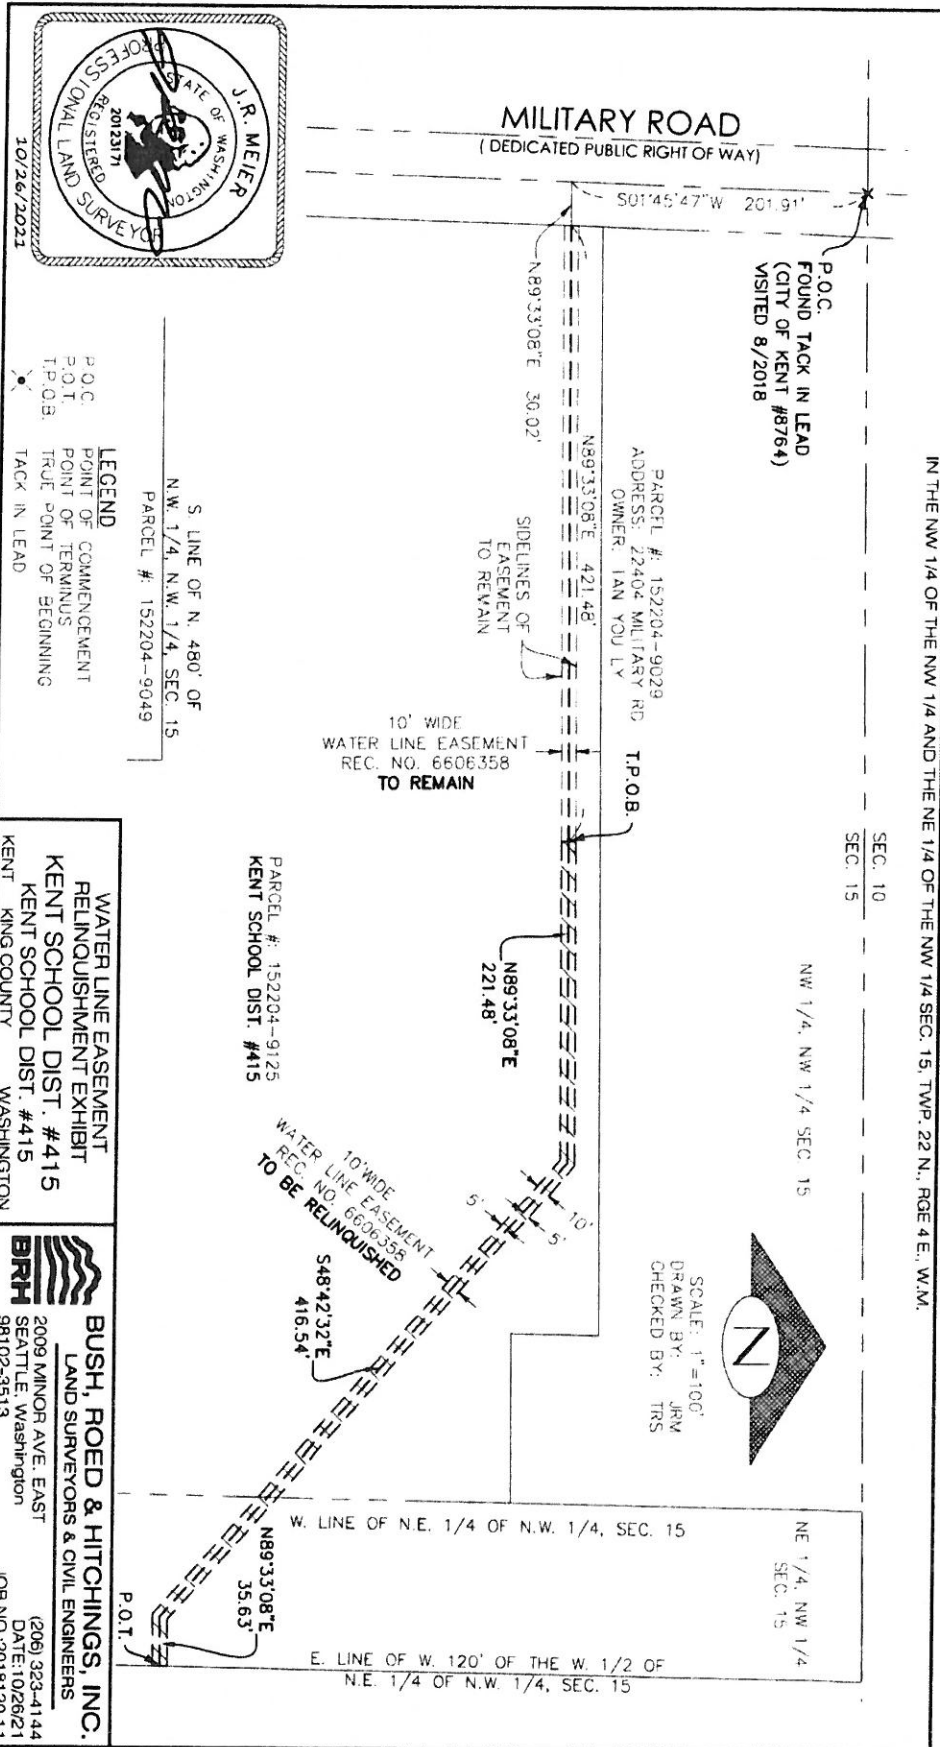 IN THE NW 1/4 OF THE NW 1/4 AND THE NE 1/4 OF THE NW 1/4 SEC. 15, TWP. 22 N., RGE 4 E., W.M.
MILITARY ROAD
( DEDICATED PUBLIC RIGHT OF WAY)
S01°45'47"W 201.91'
P.O.C.
FOUND TACK IN LEAD
(CITY OF KENT #8764)
VISITED 8/2018
SEC. 10
SEC. 15
NW 1/4, NW 1/4 SEC 15
NE 1/4, NW 1/4
SEC. 15
N
SCALE: 1"=100'
DRAWN BY: JRM
CHECKED BY: TRS
N89°33'08"E 30.02'
PARCEL #: 152204-9029
ADDRESS: 22404 MILITARY RD
OWNER: IAN YOU LY
N89°33'08"E 421.48'
SIDELINES OF
EASEMENT
TO REMAIN
T.P.O.B.
10' WIDE
WATER LINE EASEMENT
REC. NO. 6606358
TO REMAIN
N89°33'08"E
221.48'
PARCEL #: 152204-9125
KENT SCHOOL DIST. #415
10'
5'
5'
10'WIDE
WATER LINE EASEMENT
REC. NO. 6606358
TO BE RELINQUISHED
S48°42'32"E
416.54'
W. LINE OF N.E. 1/4 OF N.W. 1/4, SEC. 15
N89°33'08"E
35.63'
P.O.T.
E. LINE OF W. 120' OF THE W. 1/2 OF
N.E. 1/4 OF N.W. 1/4, SEC. 15
S. LINE OF N. 480' OF
N.W. 1/4, N.W. 1/4, SEC. 15
PARCEL #: 152204-9049
LEGEND
P.O.C. POINT OF COMMENCEMENT
P.O.T. POINT OF TERMINUS
T.P.O.B. TRUE POINT OF BEGINNING
TACK IN LEAD
J.R. MEIER
STATE OF WASHINGTON
20123171
REGISTERED
PROFESSIONAL LAND SURVEYOR
10/26/2021
WATER LINE EASEMENT
RELINQUISHMENT EXHIBIT
KENT SCHOOL DIST. #415
KENT SCHOOL DIST. #415
KENT KING COUNTY WASHINGTON
BRH
BUSH, ROED & HITCHINGS, INC.
LAND SURVEYORS & CIVIL ENGINEERS
2009 MINOR AVE. EAST (206) 323-4144
SEATTLE, Washington DATE:10/26/21
98102-3513